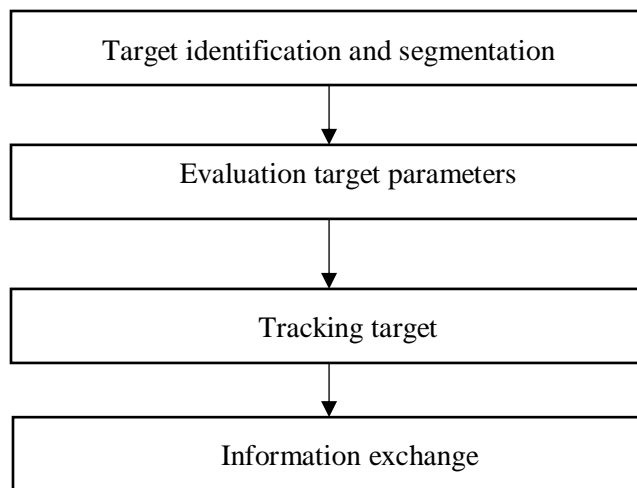 Target identification and segmentation
Evaluation target parameters
Tracking target
Information exchange